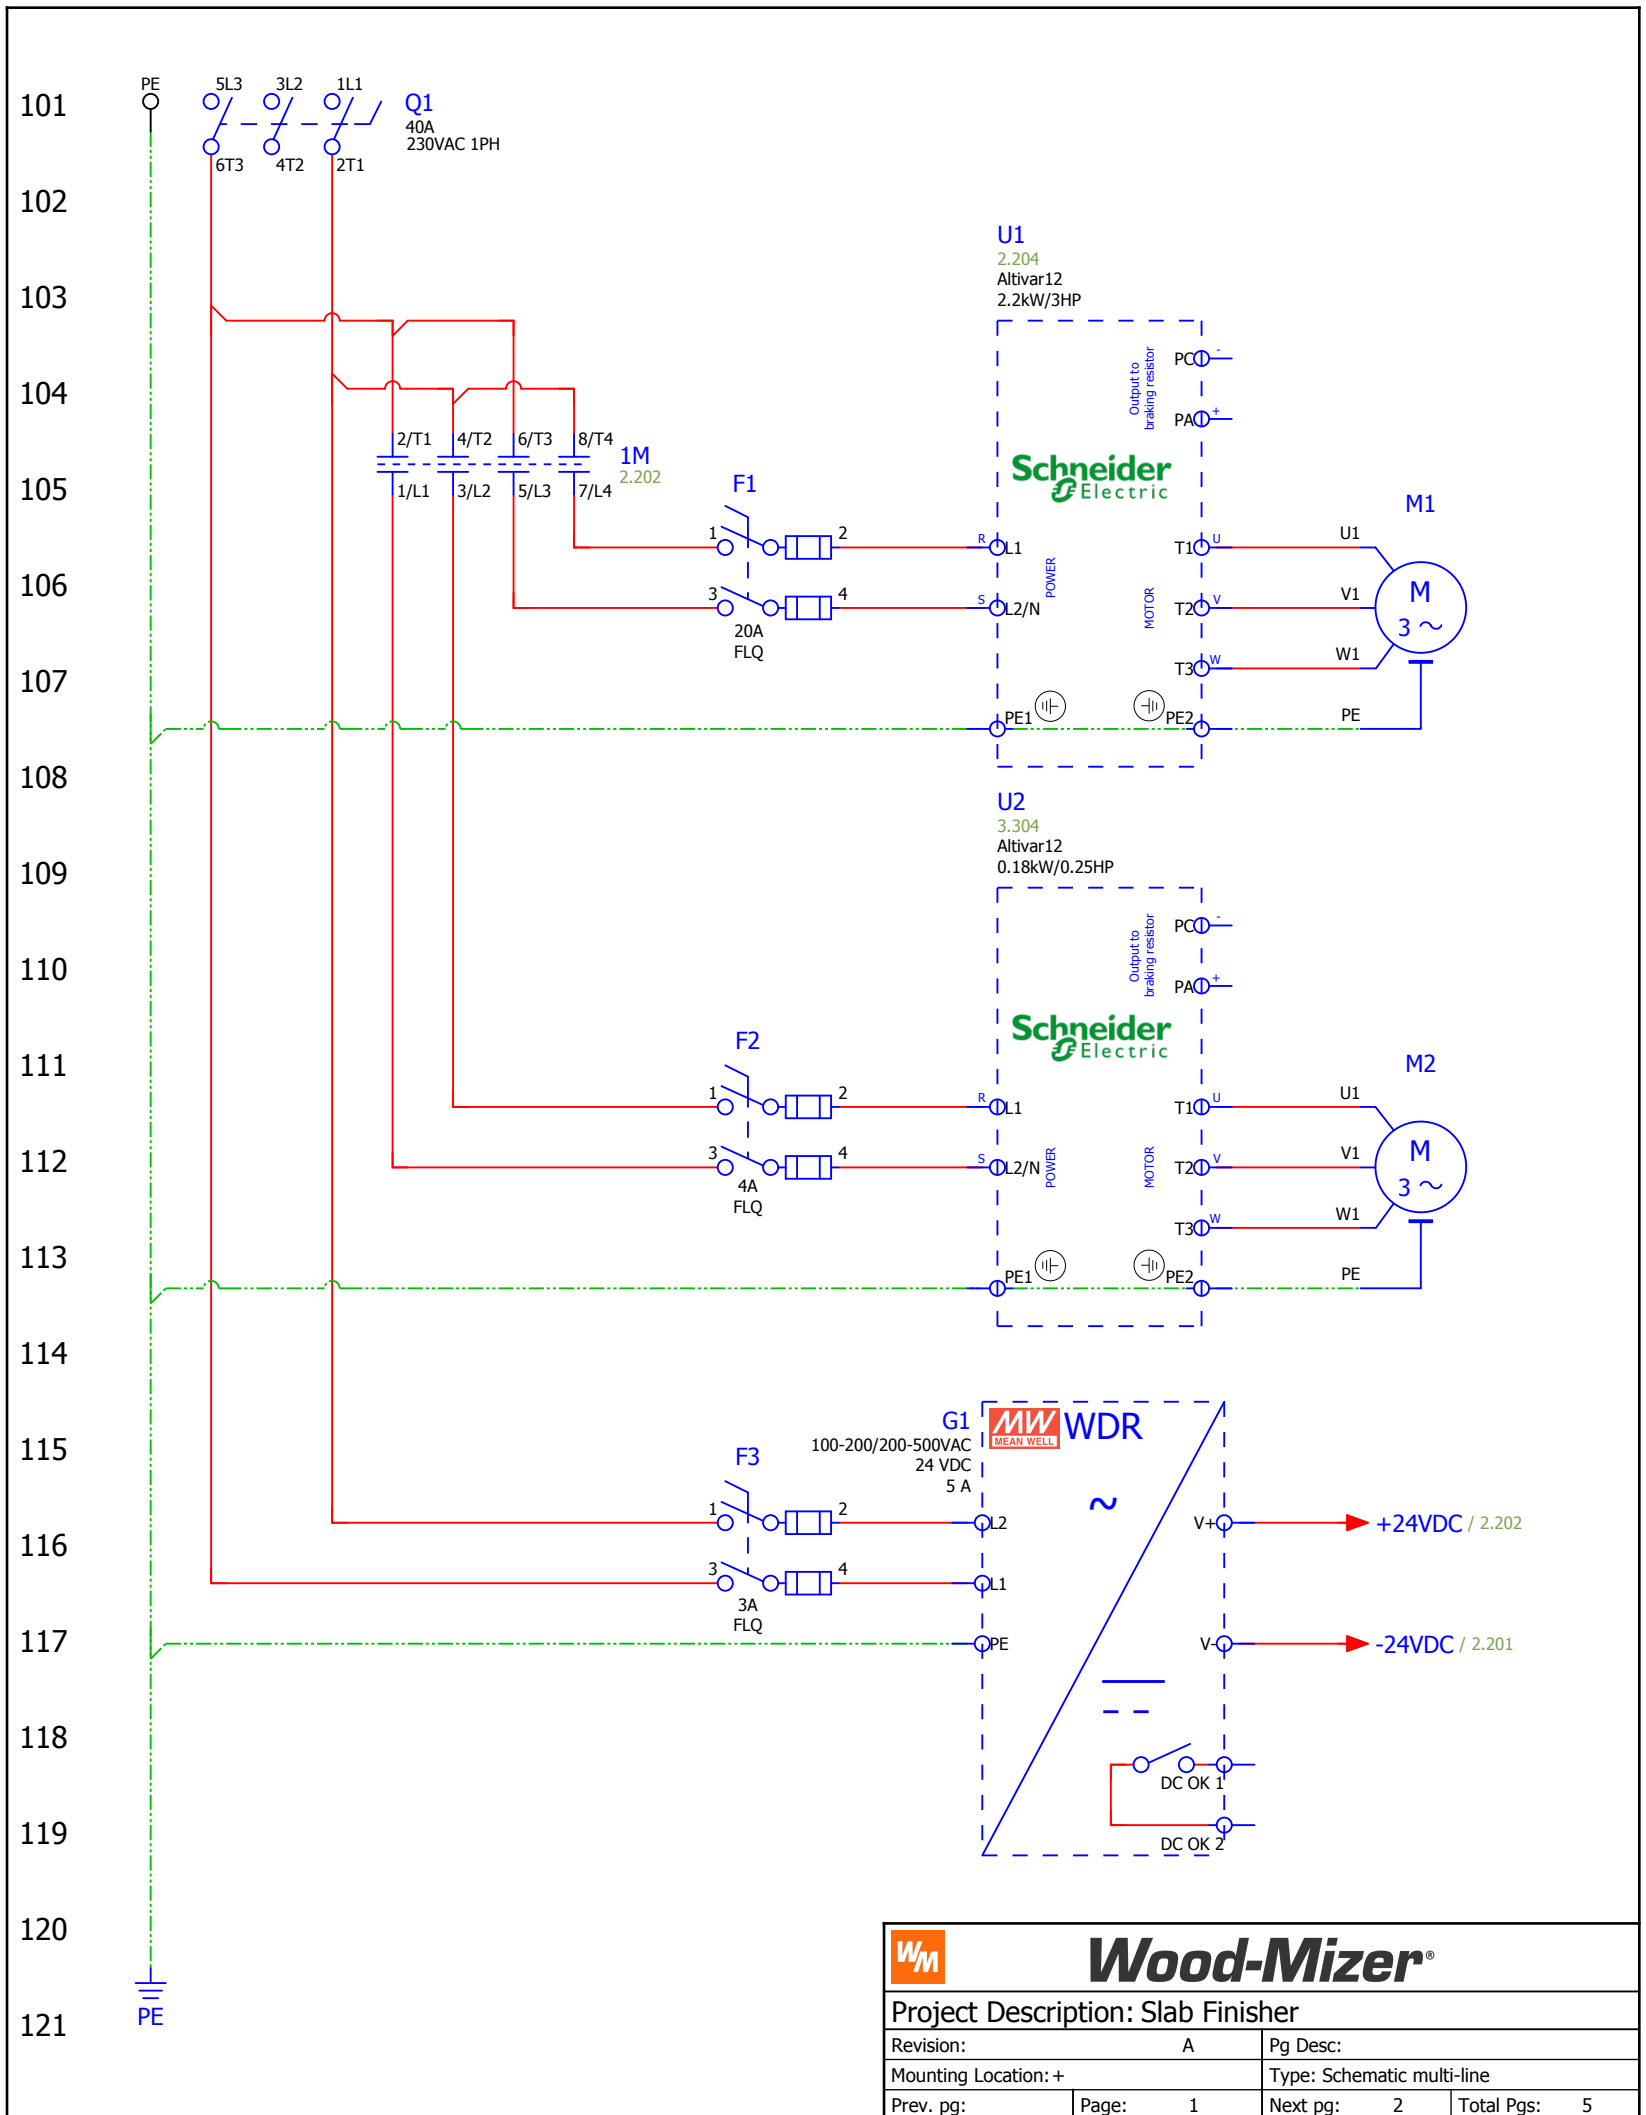 101
PE
5L3
3L2
1L1
Q1
40A
230VAC 1PH
6T3
4T2
2T1
102
U1
2.204
Altivar12
2.2kW/3HP
103
PC
-
Output to
braking resistor
104
PA
+
2/T1
4/T2
6/T3
8/T4
1M
2.202
Schneider
Electric
105
1/L1
3/L2
5/L3
7/L4
F1
M1
1
2
R
L1
T1
U
U1
POWER
MOTOR
106
3
4
S
L2/N
T2
V
V1
M
3 ~
20A
FLQ
T3
W
W1
107
PE1
PE2
PE
108
U2
3.304
Altivar12
0.18kW/0.25HP
109
PC
-
Output to
braking resistor
110
PA
+
Schneider
Electric
F2
111
M2
1
2
R
L1
T1
U
U1
POWER
MOTOR
112
3
4
S
L2/N
T2
V
V1
M
3 ~
4A
FLQ
T3
W
W1
113
PE1
PE2
PE
114
G1
MW
MEAN WELL
WDR
115
100-200/200-500VAC
24 VDC
5 A
F3
~
1
2
L2
V+
+24VDC / 2.202
116
3
4
L1
3A
FLQ
117
PE
V-
-24VDC / 2.201
118
DC OK 1
119
DC OK 2
120
WM
Wood-Mizer®
PE
121
Project Description: Slab Finisher
Revision: A
Pg Desc:
Mounting Location: +
Type: Schematic multi-line
Prev. pg:
Page: 1
Next pg: 2
Total Pgs: 5